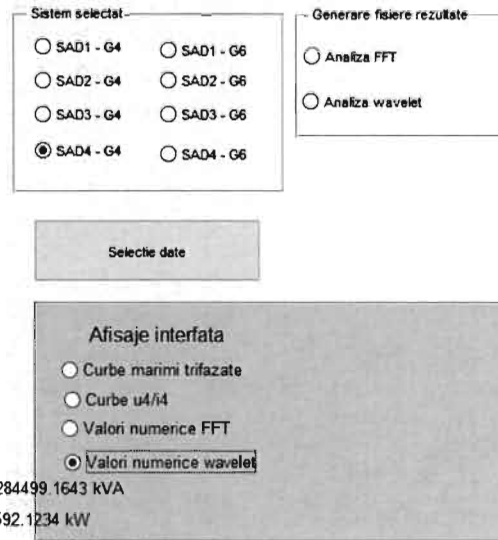 Sistem selectat
SAD1 - G4
SAD1 - G6
SAD2 - G4
SAD2 - G6
SAD3 - G4
SAD3 - G6
SAD4 - G4
SAD4 - G6
Generare fisiere rezultate
Analiza FFT
Analiza wavelet
Selectie date
Afisaje interfata
Curbe marimi trifazate
Curbe u4/i4
Valori numerice FFT
Valori numerice wavelet
284499.1643 kVA
592.1234 kW